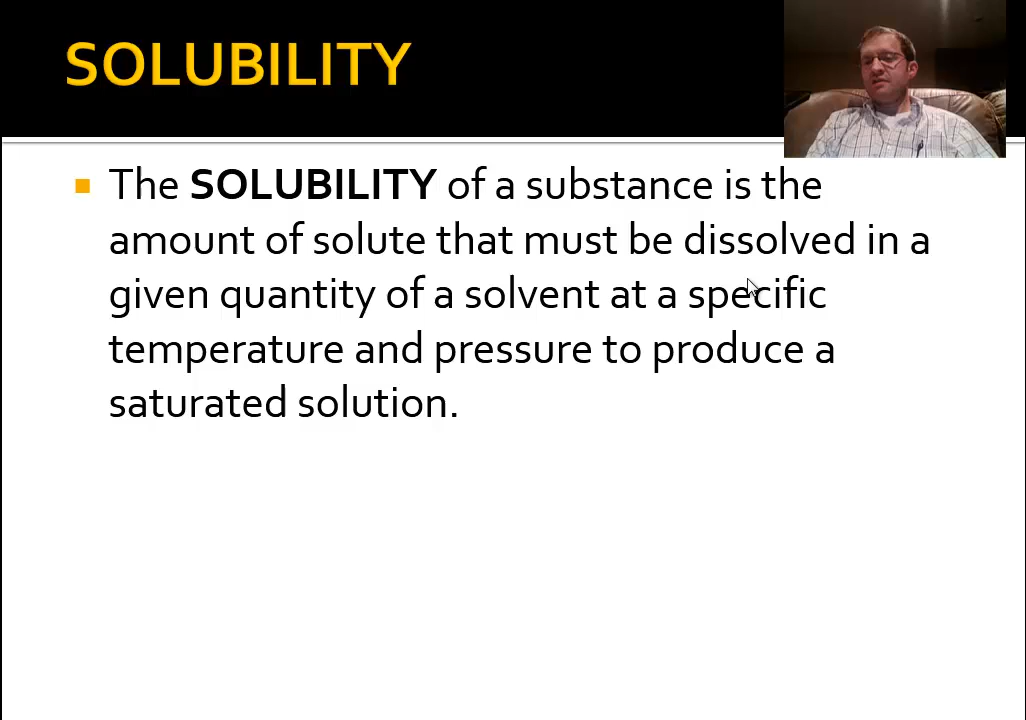 SOLUBILITY
The SOLUBILITY of a substance is the
amount of solute that must be dissolved in a
given quantity of a solvent at a specific
temperature and pressure to produce a
saturated solution.